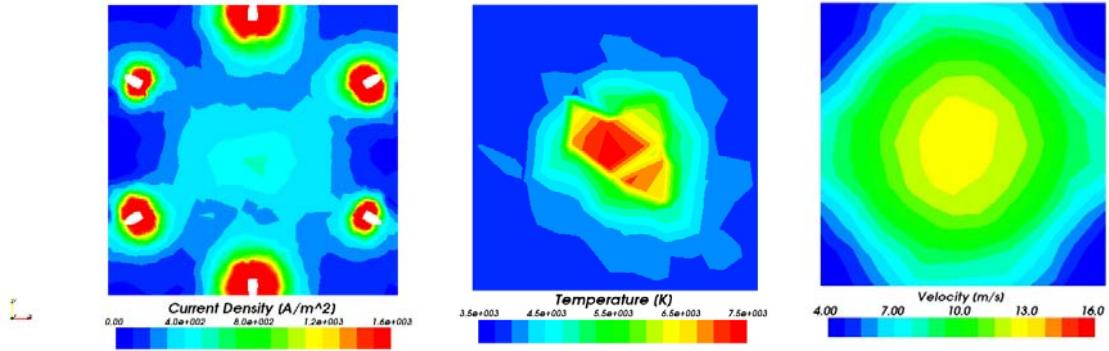 Current Density [A/m^2]
0.00 4.0e+002 8.0e+002 1.2e+003 1.6e+003
Temperature [K]
3.5e+003 4.5e+003 5.5e+003 6.5e+003 7.5e+003
Velocity [m/s]
4.00 7.00 10.0 13.0 16.0